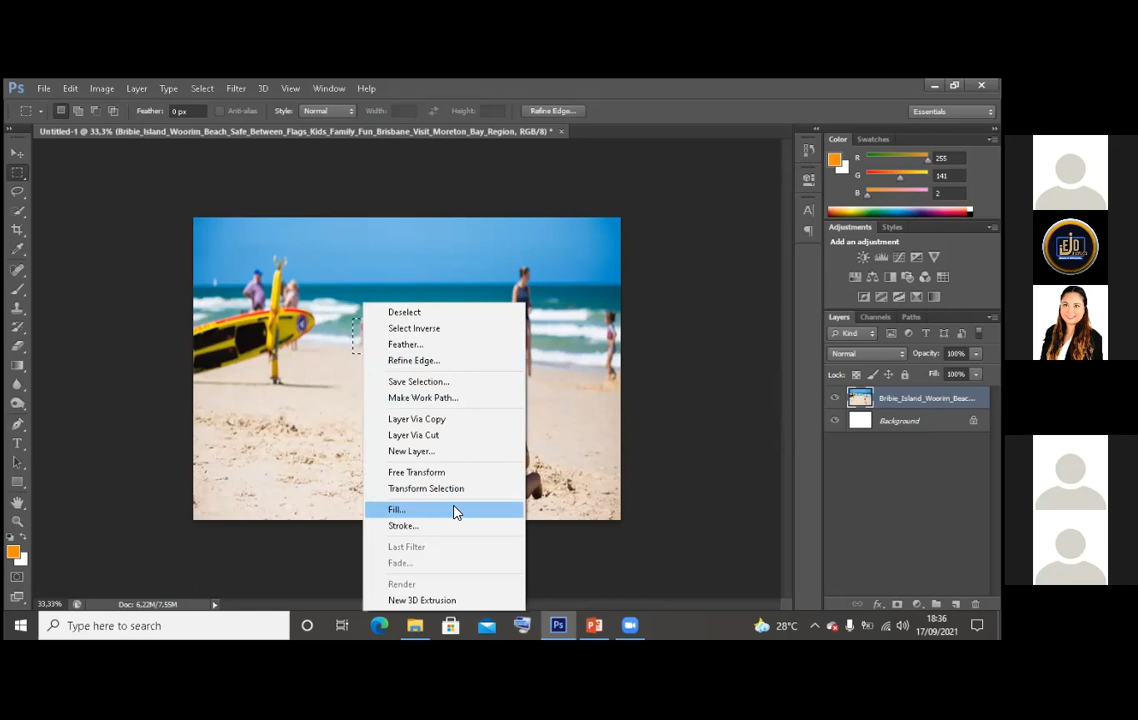 Ps File Edit Image Layer Type Select Filter 3D View Window Help
Feather: 0 px Anti-alias Style: Normal Width: Height: Refine Edge... Essentials
Untitled-1 @ 33,3% (Bribie_Island_Woorim_Beach_Safe_Between_Flags_Kids_Family_Fun_Brisbane_Visit_Moreton_Bay_Region, RGB/8) *
Color Swatches
R 255
G 141
B 2
Adjustments Styles
Add an adjustment
Layers Channels Paths
Kind
Normal Opacity: 100%
Lock: Fill: 100%
Bribie_Island_Woorim_Beac...
Background
Deselect
Select Inverse
Feather...
Refine Edge...
Save Selection...
Make Work Path...
Layer Via Copy
Layer Via Cut
New Layer...
Free Transform
Transform Selection
Fill...
Stroke...
Last Filter
Fade...
Render
New 3D Extrusion
33,33% Doc: 6,22M/7,55M
Type here to search
Ps
28°C
18:36
17/09/2021